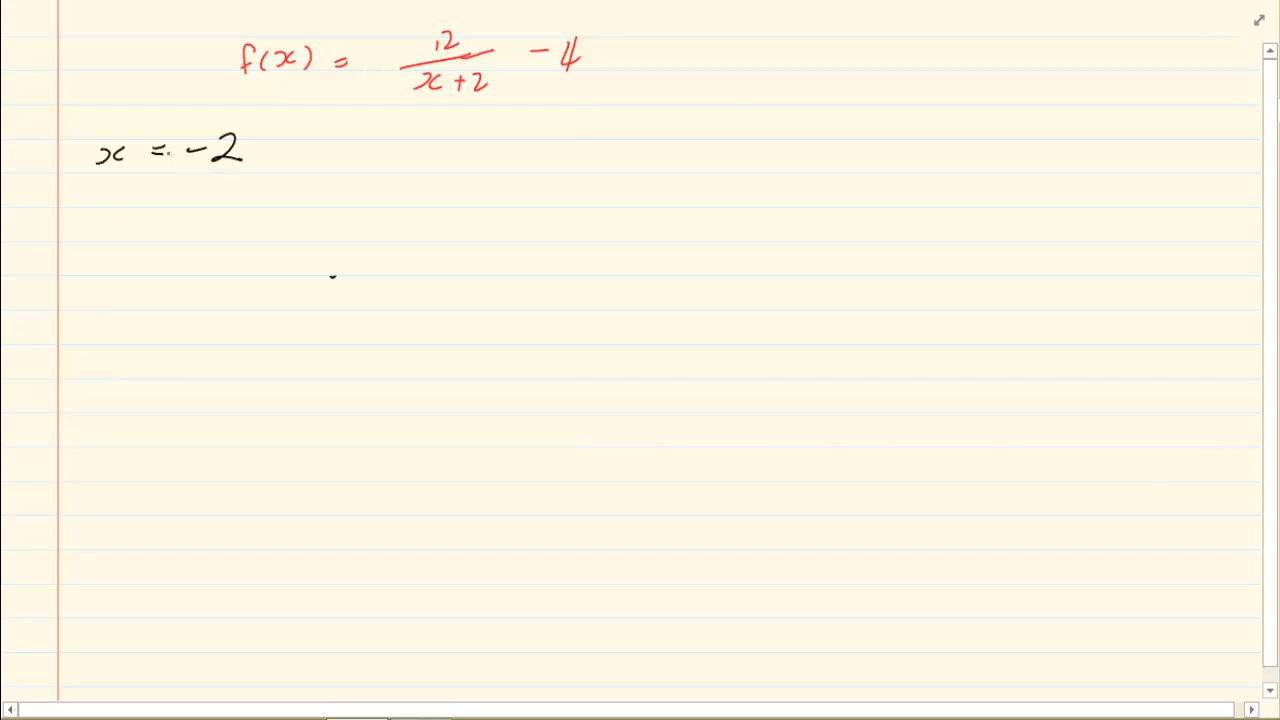 f(x) = 12/(x+2) - 4
x = -2